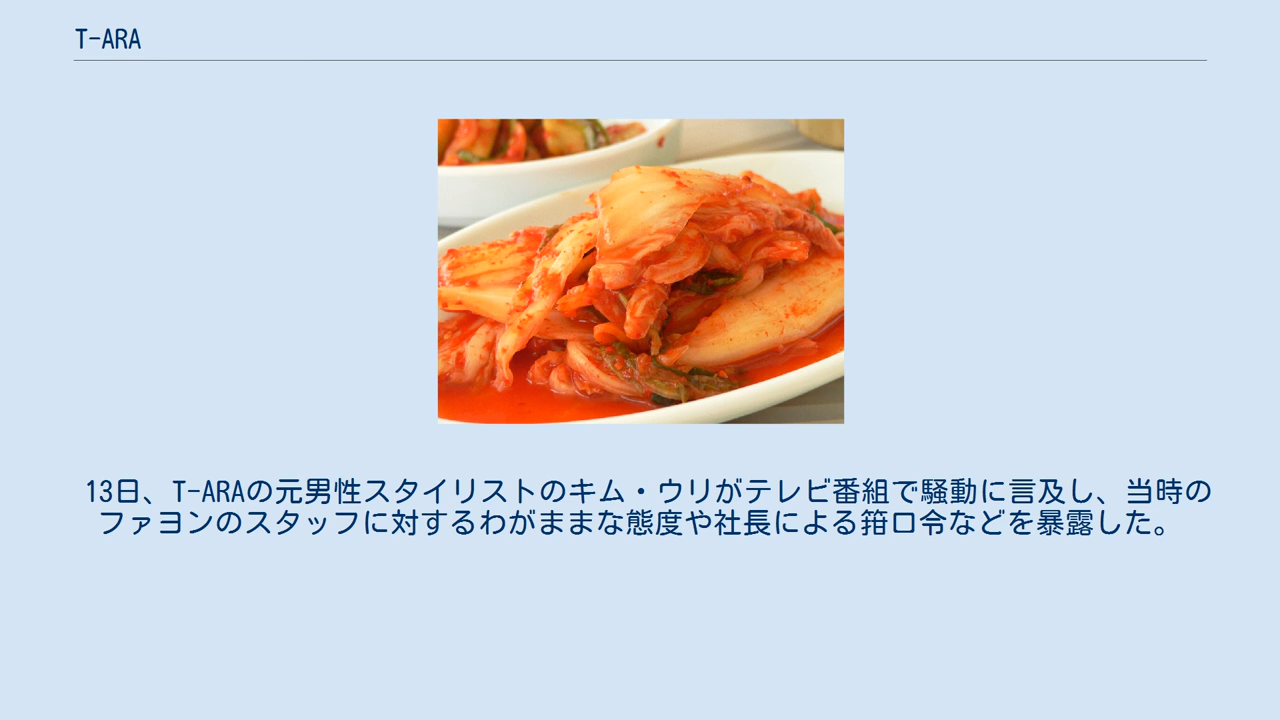 T-ARA
13日、T-ARAの元男性スタイリストのキム・ウリがテレビ番組で騒動に言及し、当時の
ファヨンのスタッフに対するわがままな態度や社長による箝口令などを暴露した。